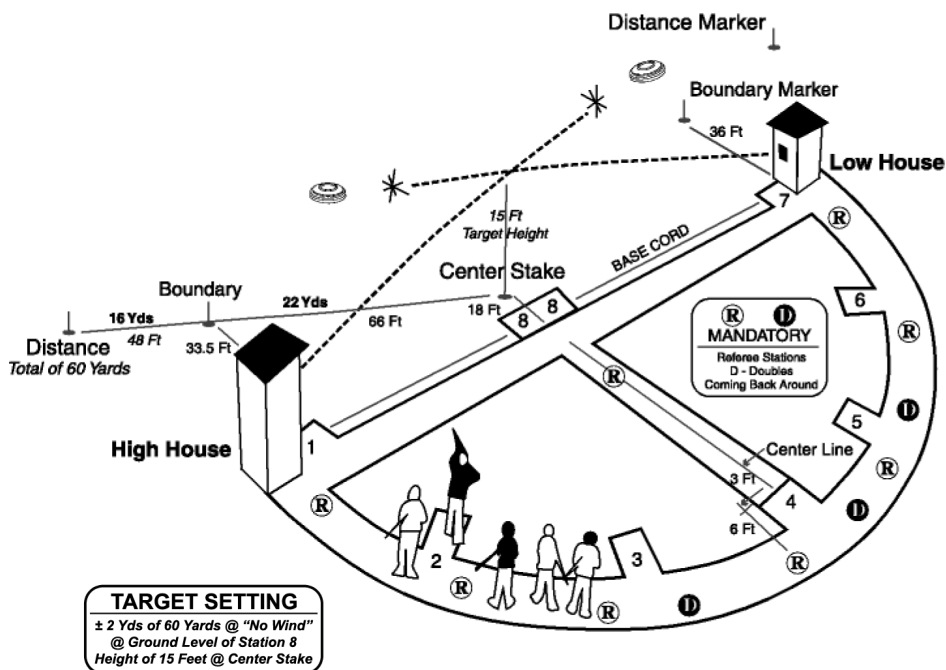 Distance Marker
Boundary Marker
36 Ft
Low House
7
Ⓡ
15 Ft
Target Height
BASE CORD
Center Stake
Boundary
22 Yds
16 Yds
66 Ft
18 Ft
8 8
48 Ft
33.5 Ft
Distance
Total of 60 Yards
6
Ⓡ D
MANDATORY
Referee Stations
D - Doubles
Coming Back Around
Ⓡ
Ⓡ
D
5
High House
1
Center Line
Ⓡ
3 Ft
4
Ⓡ
D
6 Ft
2
3
Ⓡ
Ⓡ
Ⓡ
D
TARGET SETTING
± 2 Yds of 60 Yards @ “No Wind”
@ Ground Level of Station 8
Height of 15 Feet @ Center Stake